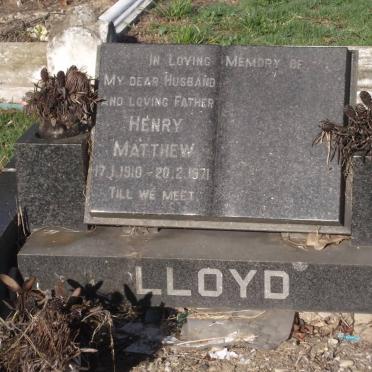 IN LOVING MEMORY OF
MY DEAR HUSBAND
AND LOVING FATHER
HENRY
MATTHEW
17.1.1910 - 20.2.1971
TILL WE MEET
LLOYD